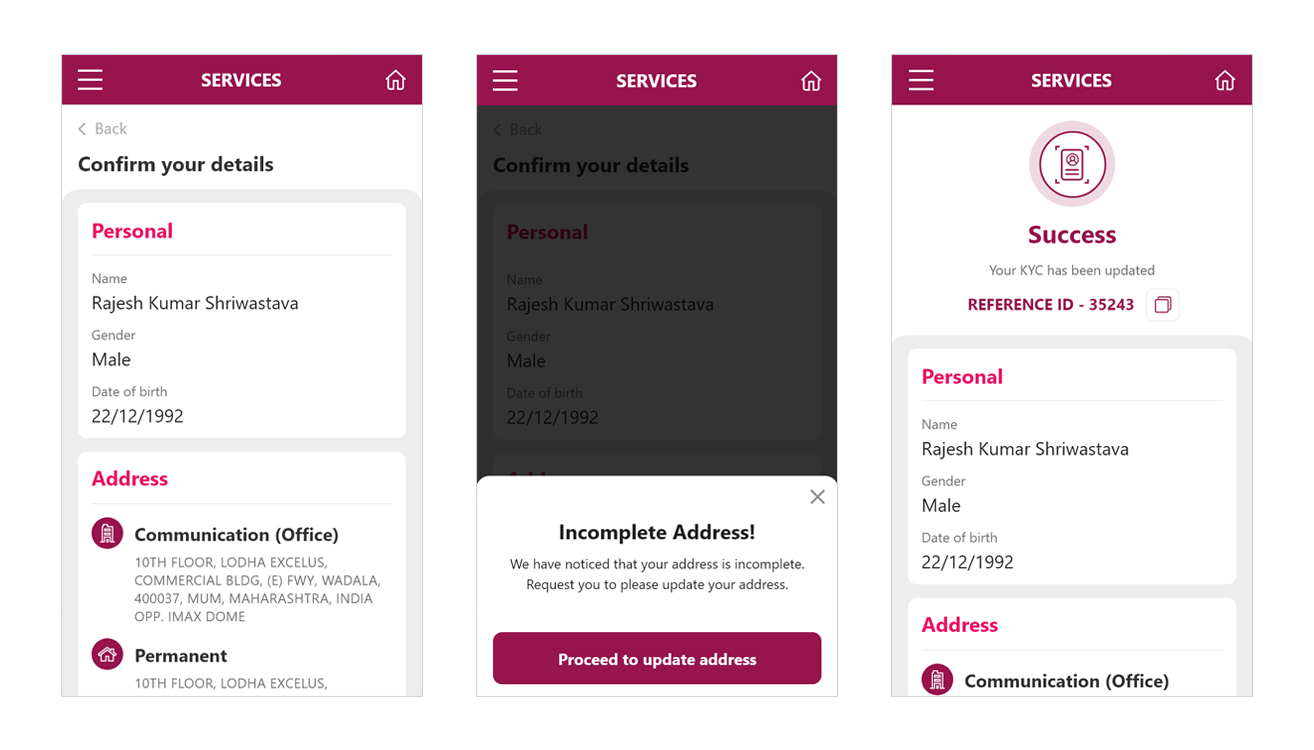 SERVICES
Back
Confirm your details
Personal
Name
Rajesh Kumar Shriwastava
Gender
Male
Date of birth
22/12/1992
Address
Communication (Office)
10TH FLOOR, LODHA EXCELUS,
COMMERCIAL BLDG, (E) FWY, WADALA,
400037, MUM, MAHARASHTRA, INDIA
OPP. IMAX DOME
Permanent
10TH FLOOR, LODHA EXCELUS,
SERVICES
Back
Confirm your details
Personal
Name
Rajesh Kumar Shriwastava
Gender
Male
Date of birth
22/12/1992
Incomplete Address!
We have noticed that your address is incomplete.
Request you to please update your address.
Proceed to update address
SERVICES
Success
Your KYC has been updated
REFERENCE ID - 35243
Personal
Name
Rajesh Kumar Shriwastava
Gender
Male
Date of birth
22/12/1992
Address
Communication (Office)